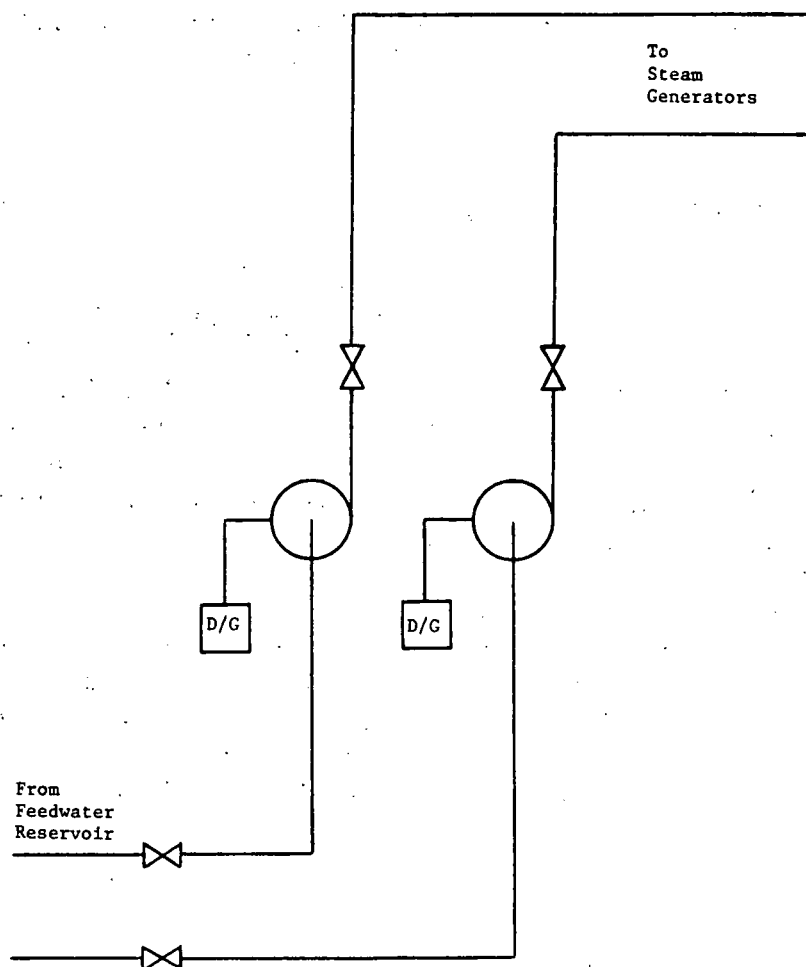 To
Steam
Generators
D/G
D/G
From
Feedwater
Reservoir